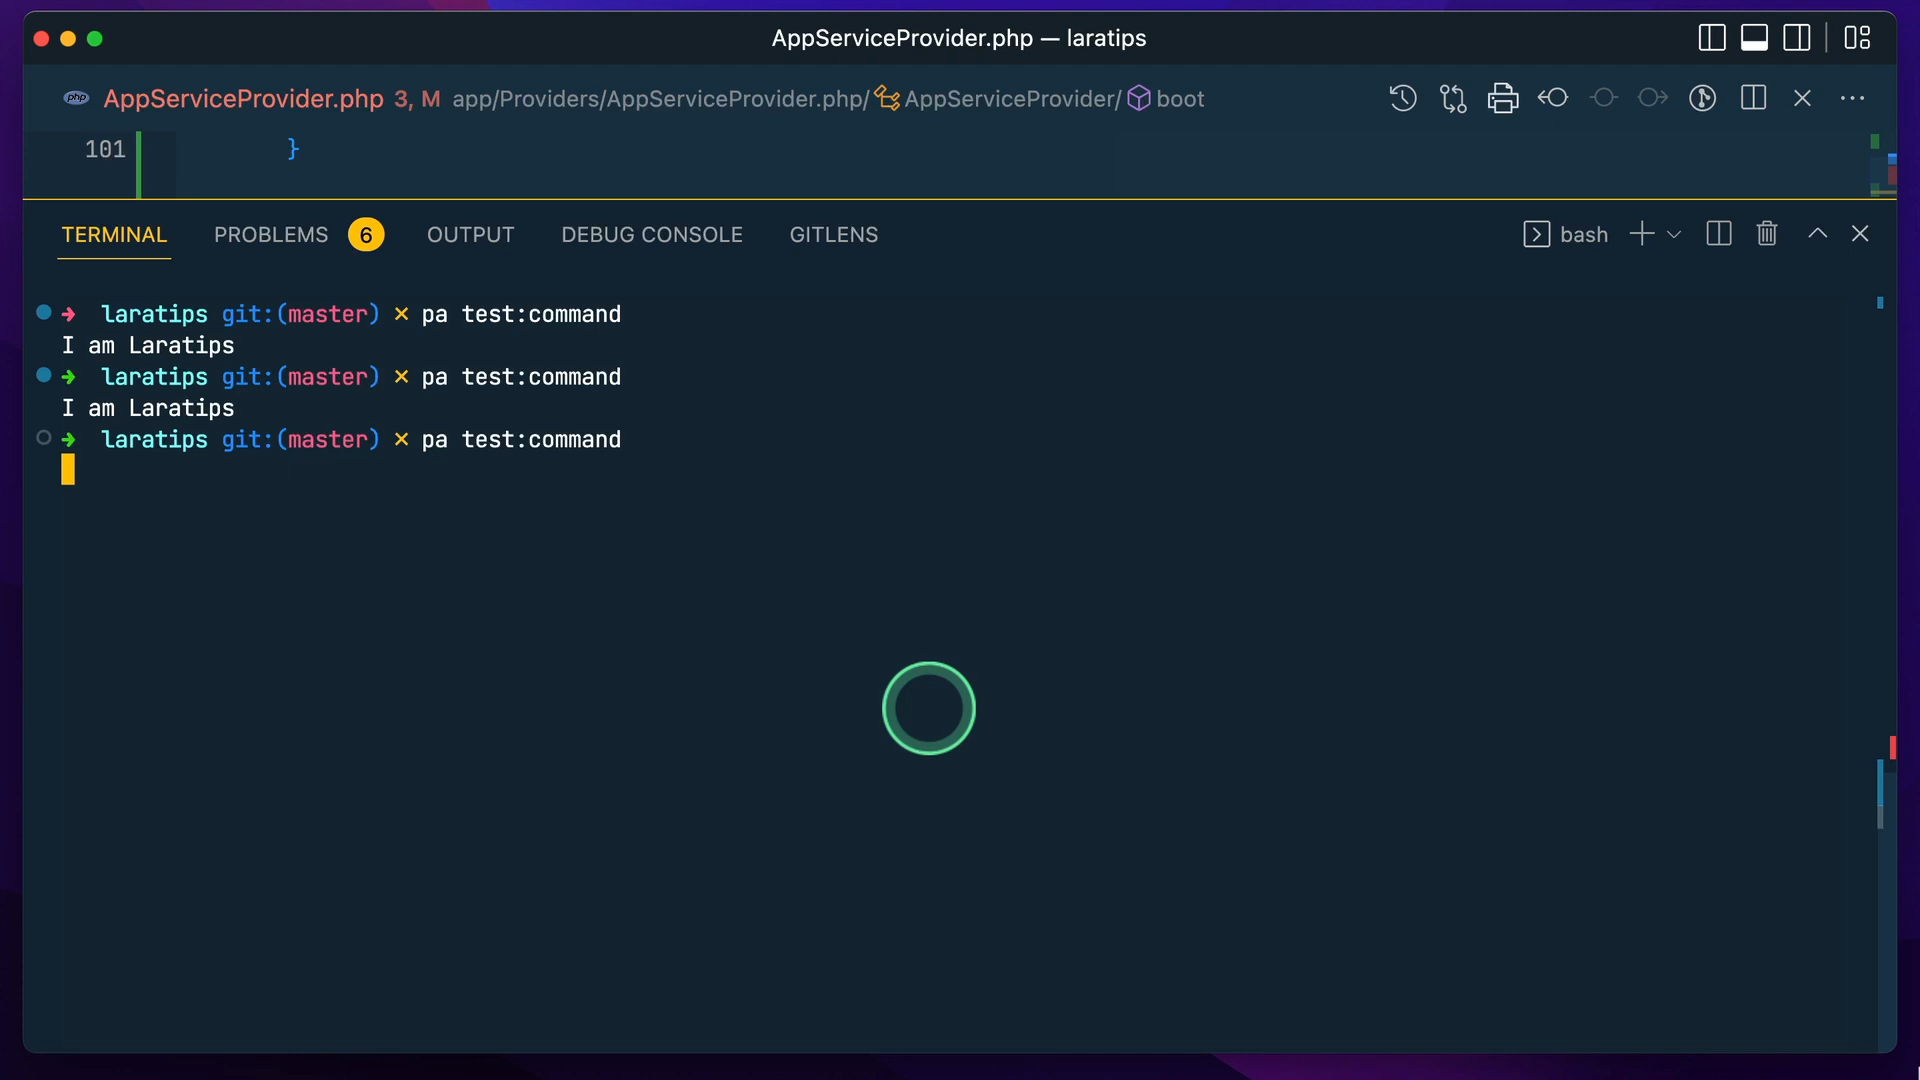 AppServiceProvider.php — laratips
php AppServiceProvider.php 3, M app/Providers/AppServiceProvider.php/ AppServiceProvider/ boot
101 }
TERMINAL PROBLEMS 6 OUTPUT DEBUG CONSOLE GITLENS bash
➜ laratips git:(master) × pa test:command
I am Laratips
➜ laratips git:(master) × pa test:command
I am Laratips
➜ laratips git:(master) × pa test:command